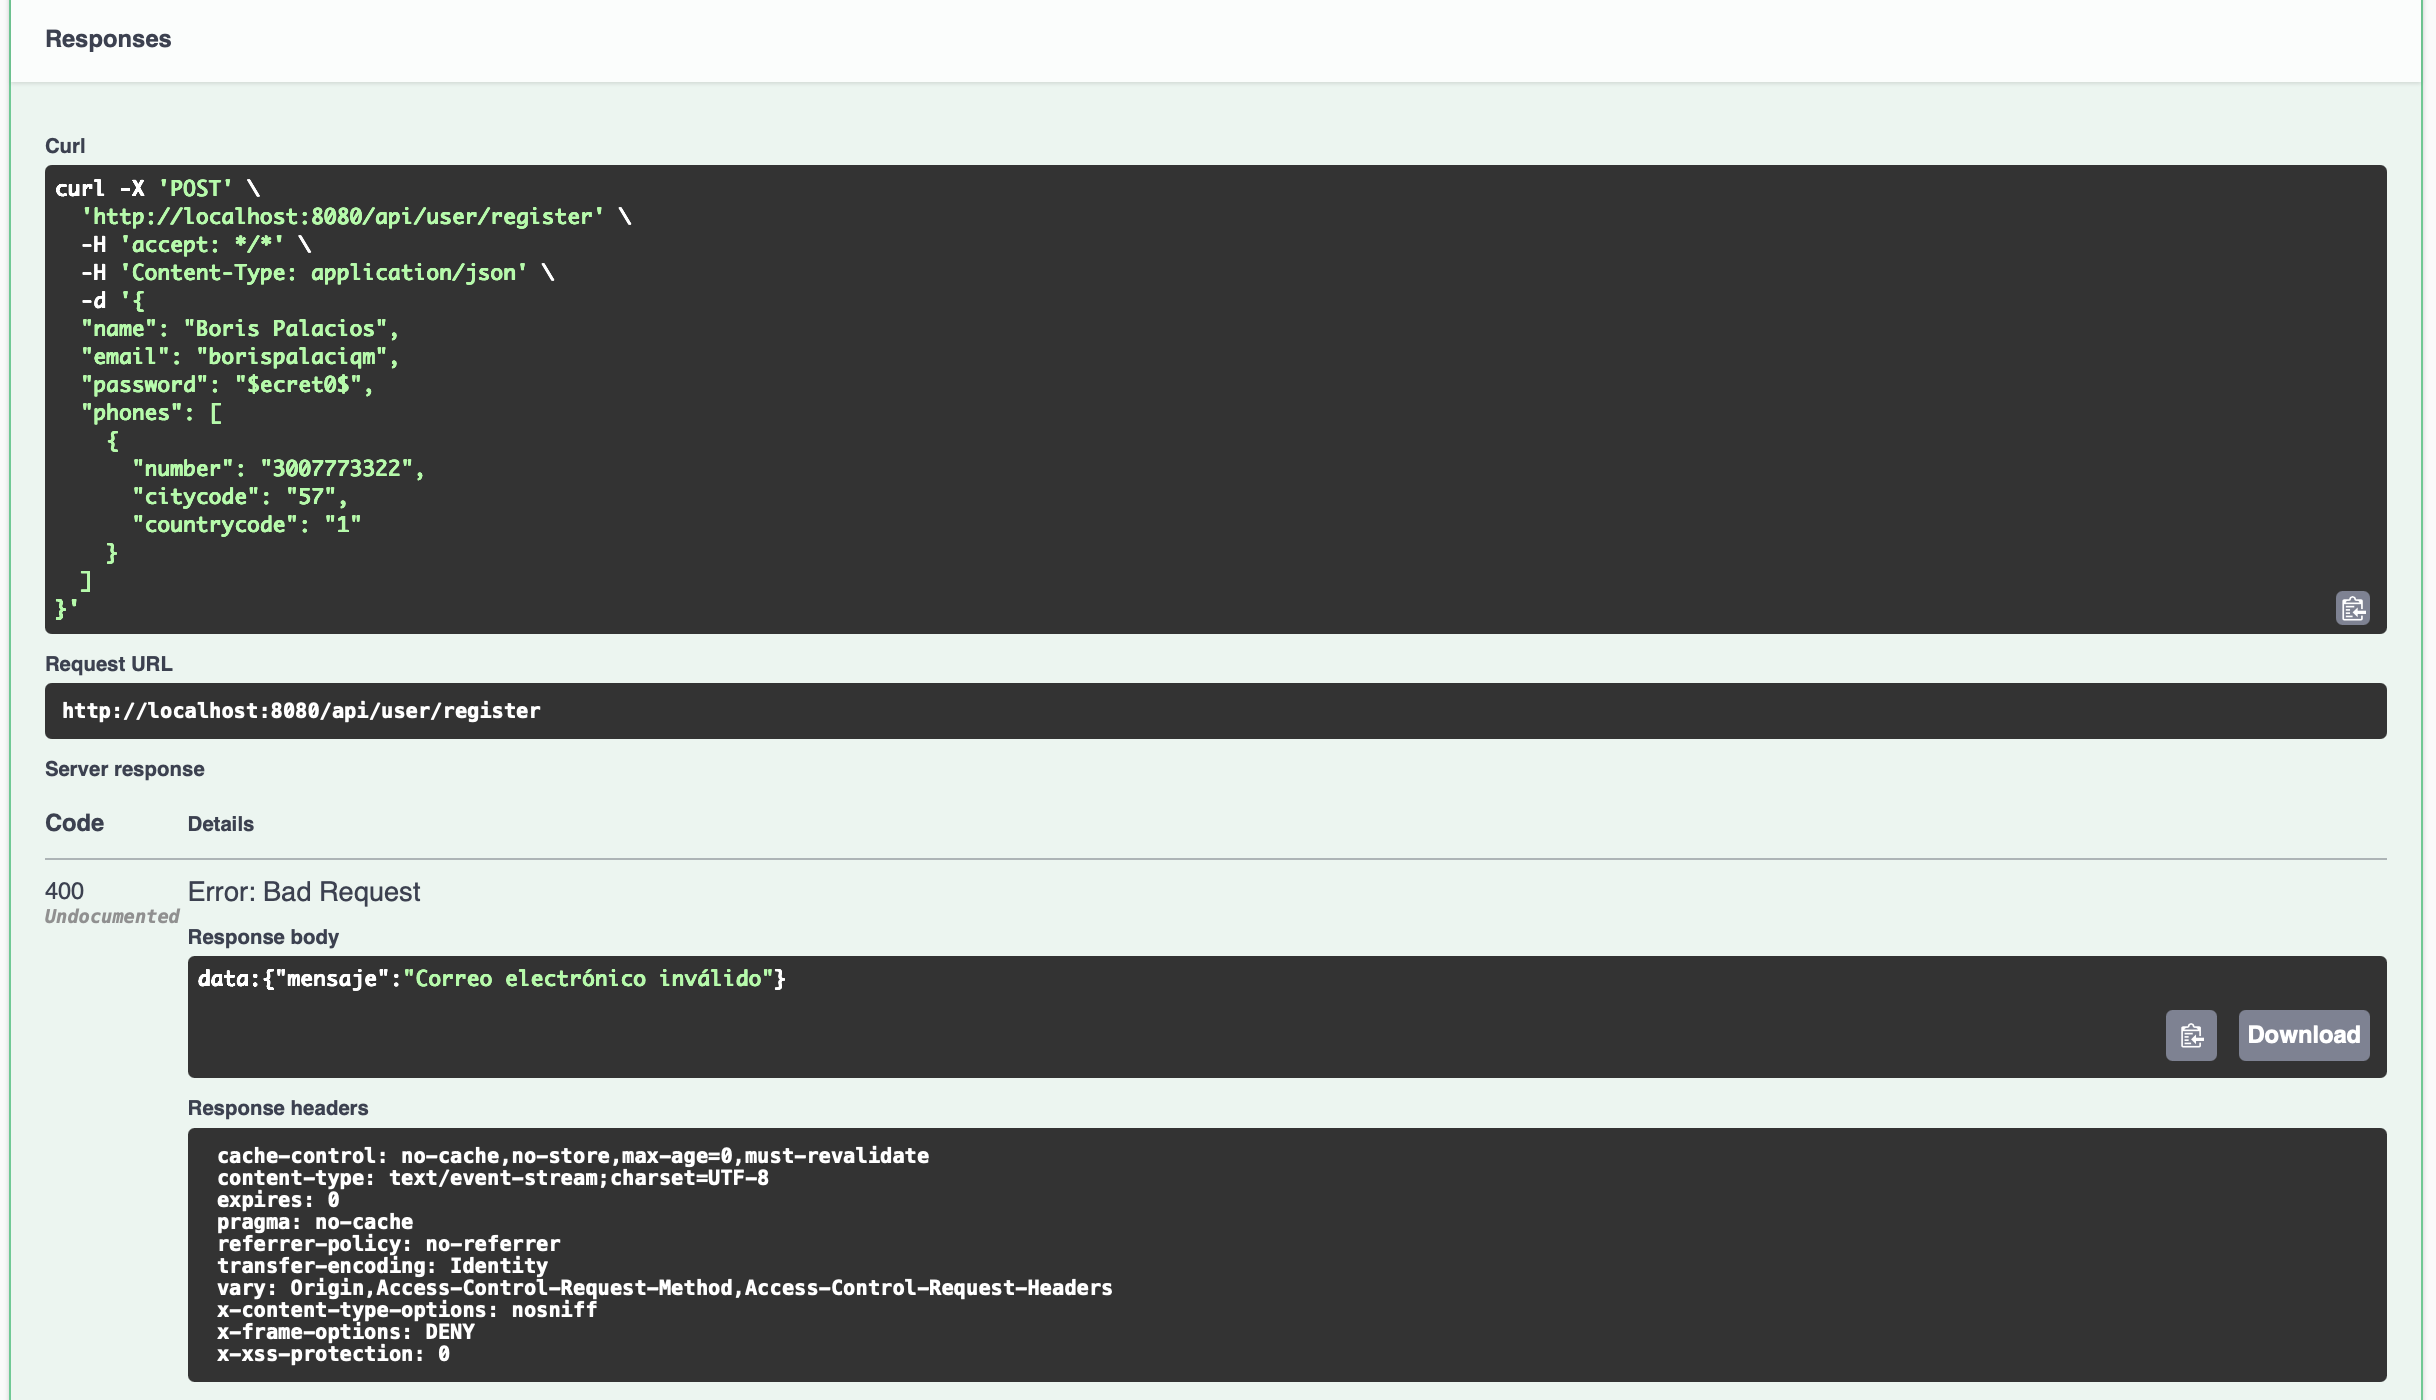 Responses
Curl
curl -X 'POST' \
  'http://localhost:8080/api/user/register' \
  -H 'accept: */*' \
  -H 'Content-Type: application/json' \
  -d '{
  "name": "Boris Palacios",
  "email": "borispalaciqm",
  "password": "$ecret0$",
  "phones": [
    {
      "number": "3007773322",
      "citycode": "57",
      "countrycode": "1"
    }
  ]
}'
Request URL
http://localhost:8080/api/user/register
Server response
Code Details
400 Error: Bad Request
Undocumented
Response body
data:{"mensaje":"Correo electrónico inválido"}
Download
Response headers
cache-control: no-cache,no-store,max-age=0,must-revalidate
content-type: text/event-stream;charset=UTF-8
expires: 0
pragma: no-cache
referrer-policy: no-referrer
transfer-encoding: Identity
vary: Origin,Access-Control-Request-Method,Access-Control-Request-Headers
x-content-type-options: nosniff
x-frame-options: DENY
x-xss-protection: 0